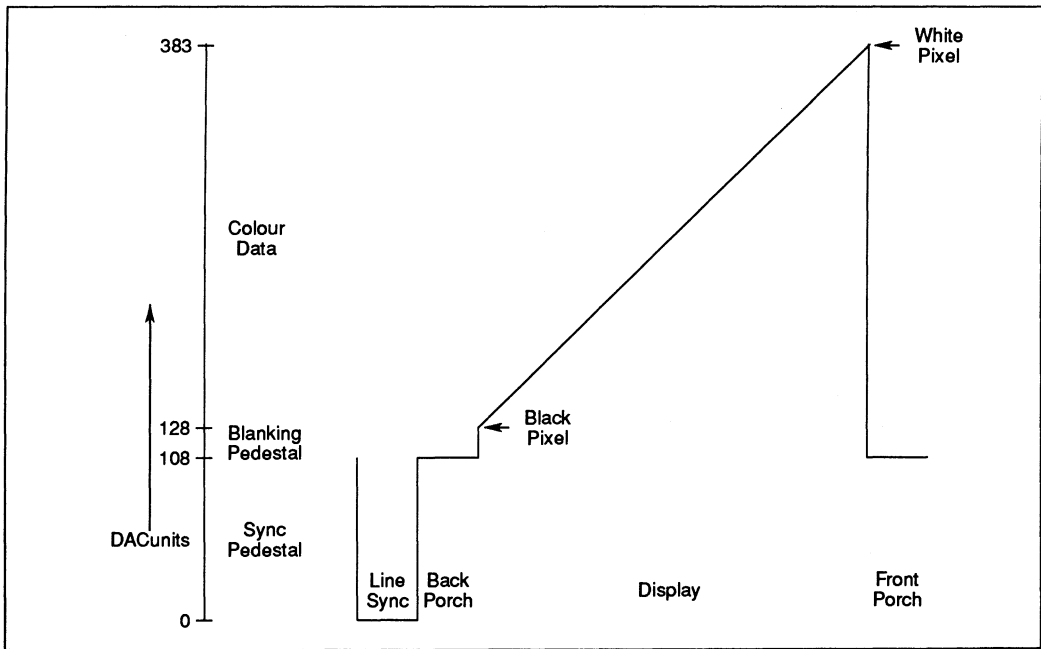 383
White
Pixel
Colour
Data
128
Blanking
Pedestal
Black
Pixel
108
DACunits
Sync
Pedestal
Line
Sync
Back
Porch
Display
Front
Porch
0